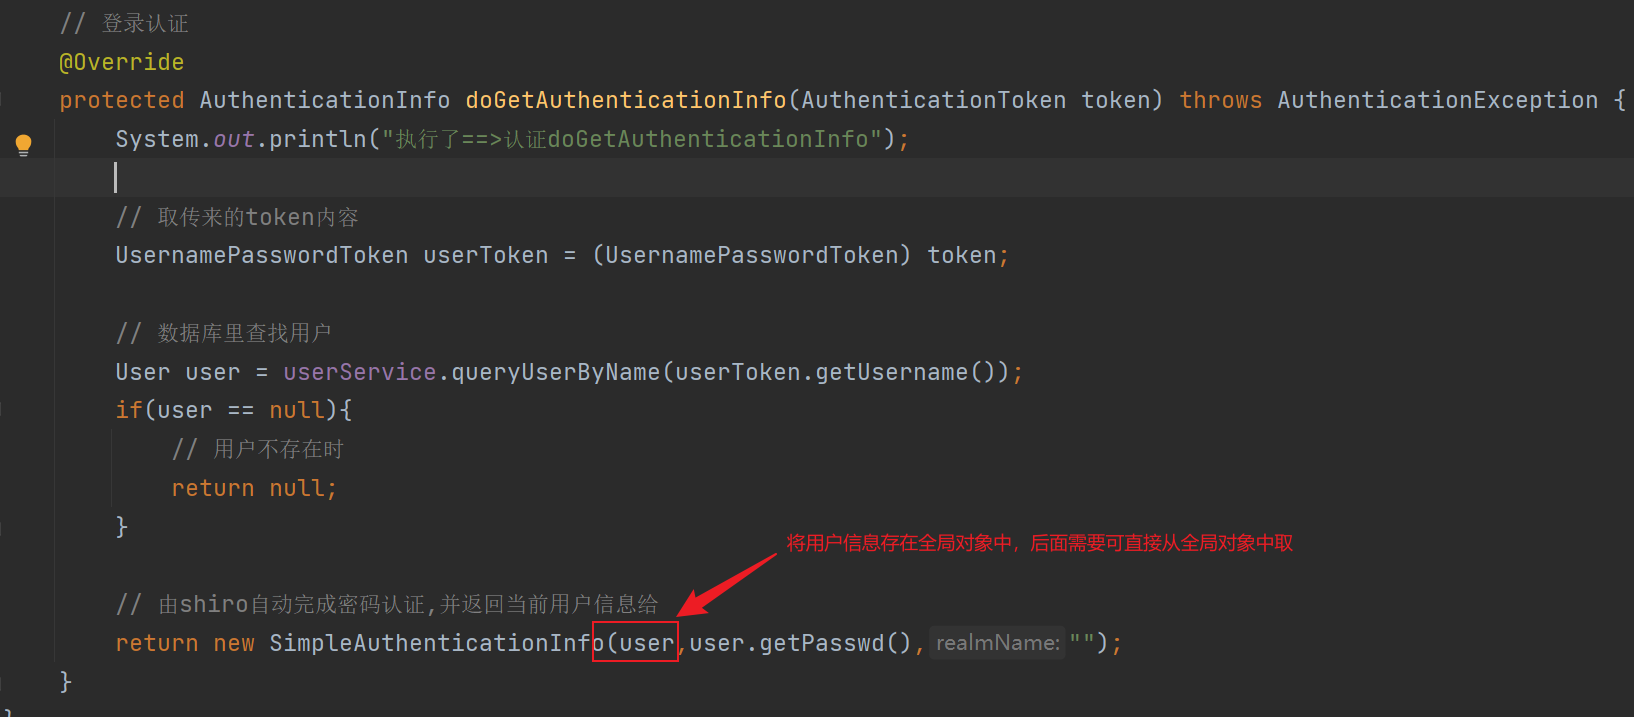 // 登录认证
@Override
protected AuthenticationInfo doGetAuthenticationInfo(AuthenticationToken token) throws AuthenticationException {
System.out.println("执行了==>认证doGetAuthenticationInfo");
// 取传来的token内容
UsernamePasswordToken userToken = (UsernamePasswordToken) token;
// 数据库里查找用户
User user = userService.queryUserByName(userToken.getUsername());
if(user == null){
// 用户不存在时
return null;
}
将用户信息存在全局对象中，后面需要可直接从全局对象中取
// 由shiro自动完成密码认证,并返回当前用户信息给
return new SimpleAuthenticationInfo(user,user.getPasswd(), realmName: "");
}
}